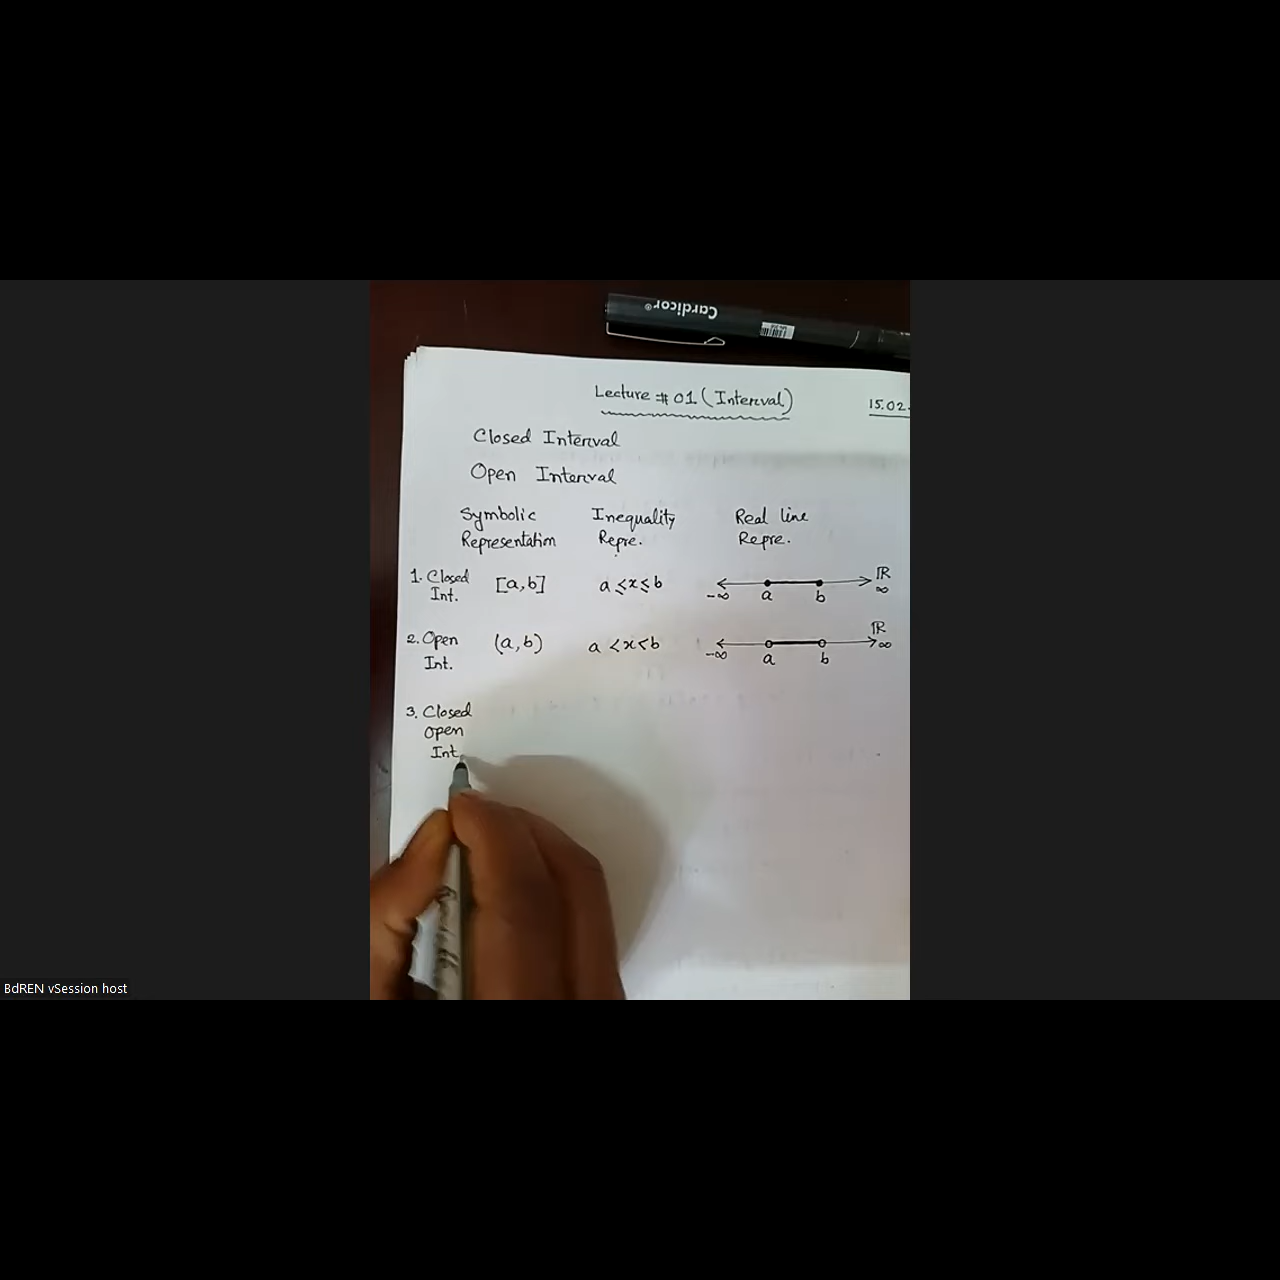 Cardicor®
Lecture # 01 (Interval)
15.02.
Closed Interval
Open Interval
Symbolic Representation
Inequality Repre.
Real line Repre.
1. Closed Int.
[a,b]
a ≤ x ≤ b
-∞ a b ℝ ∞
2. Open Int.
(a,b)
a < x < b
-∞ a b ℝ ∞
3. Closed
Open
Int.
BdREN vSession host